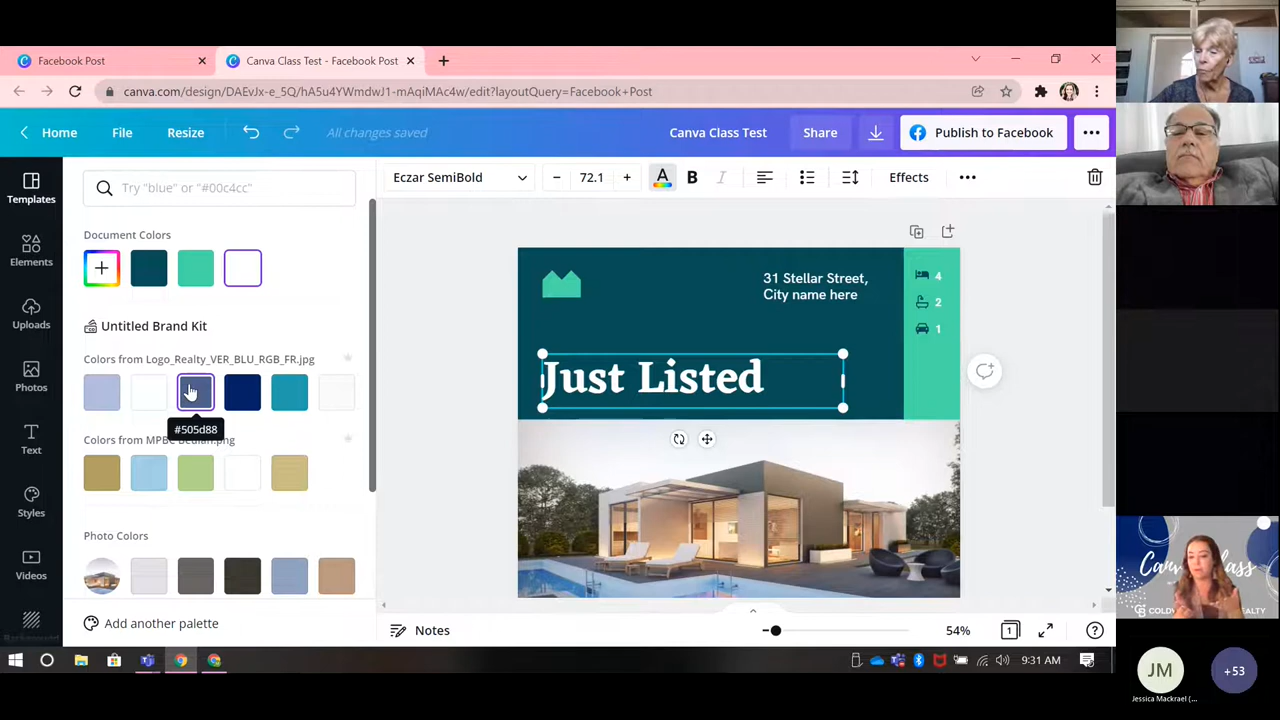 Facebook Post
Canva Class Test - Facebook Post
canva.com/design/DAEvJx-e_5Q/hA5u4YWmdwJ1-mAqiMAc4w/edit?layoutQuery=Facebook+Post
Home
File
Resize
All changes saved
Canva Class Test
Share
Publish to Facebook
Templates
Elements
Uploads
Photos
Text
Styles
Videos
Background
Try "blue" or "#00c4cc"
Document Colors
Untitled Brand Kit
Colors from Logo_Realty_VER_BLU_RGB_FR.jpg
#505d88
Photo Colors
Add another palette
Eczar SemiBold
72.1
A
B
I
Effects
31 Stellar Street,
City name here
4
2
1
Just Listed
Notes
54%
1
9:31 AM
JM
Jessica Mackrael (...
+53